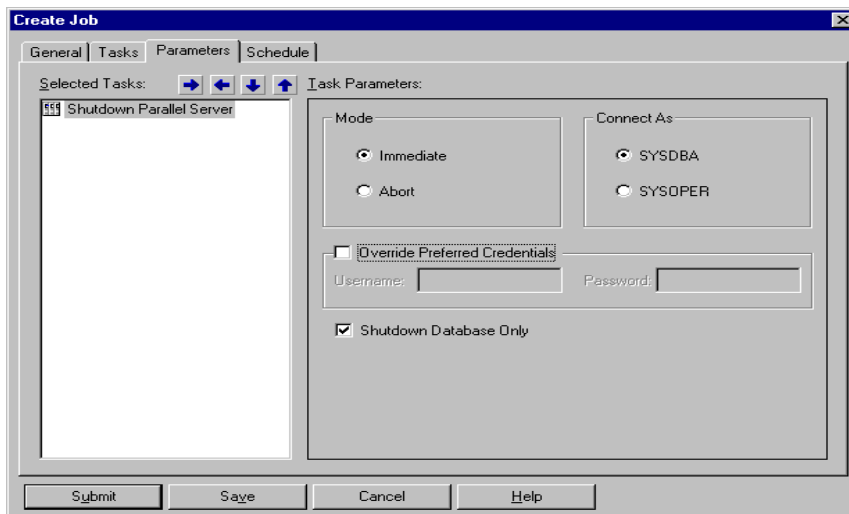 Create Job
General Tasks Parameters Schedule
Selected Tasks: Task Parameters:
Shutdown Parallel Server
Mode Connect As
Immediate SYSDBA
Abort SYSOPER
Override Preferred Credentials
Username: Password:
Shutdown Database Only
Submit Save Cancel Help